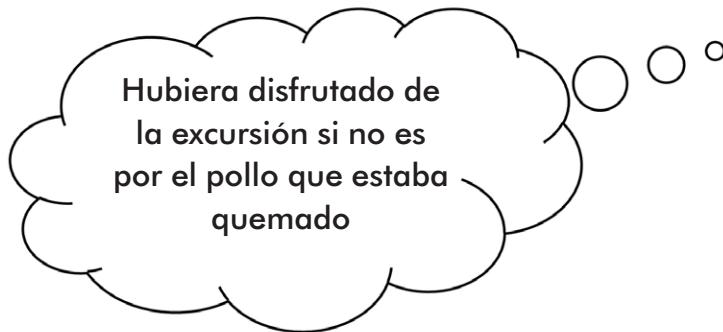 Hubiera disfrutado de
la excursión si no es
por el pollo que estaba
quemado